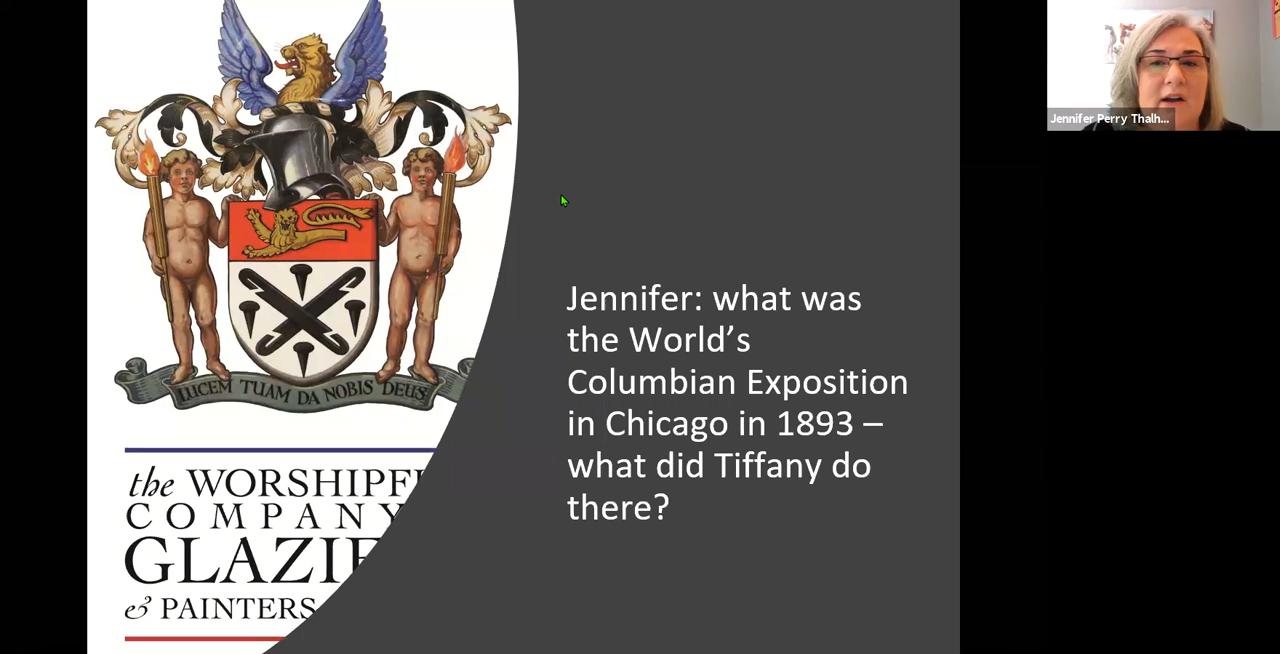 Jennifer Perry Thalh...
LUCEM TUAM DA NOBIS DEUS
the WORSHIPF
COMPANY
GLAZIE
& PAINTERS
Jennifer: what was
the World’s
Columbian Exposition
in Chicago in 1893 –
what did Tiffany do
there?